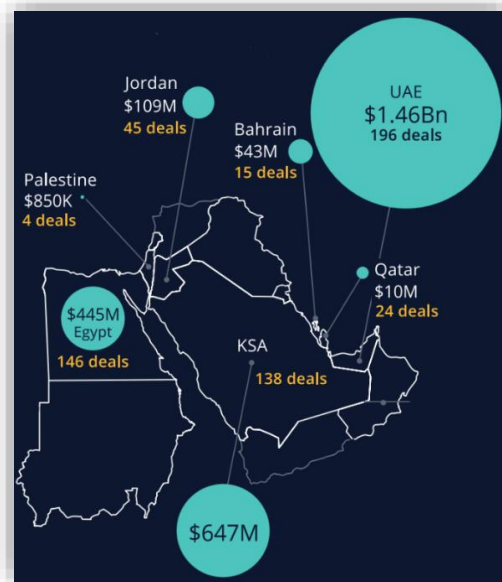 Jordan
$109M
45 deals
UAE
$1.46Bn
196 deals
Bahrain
$43M
15 deals
Palestine
$850K
4 deals
Qatar
$10M
24 deals
$445M
Egypt
146 deals
KSA
138 deals
$647M